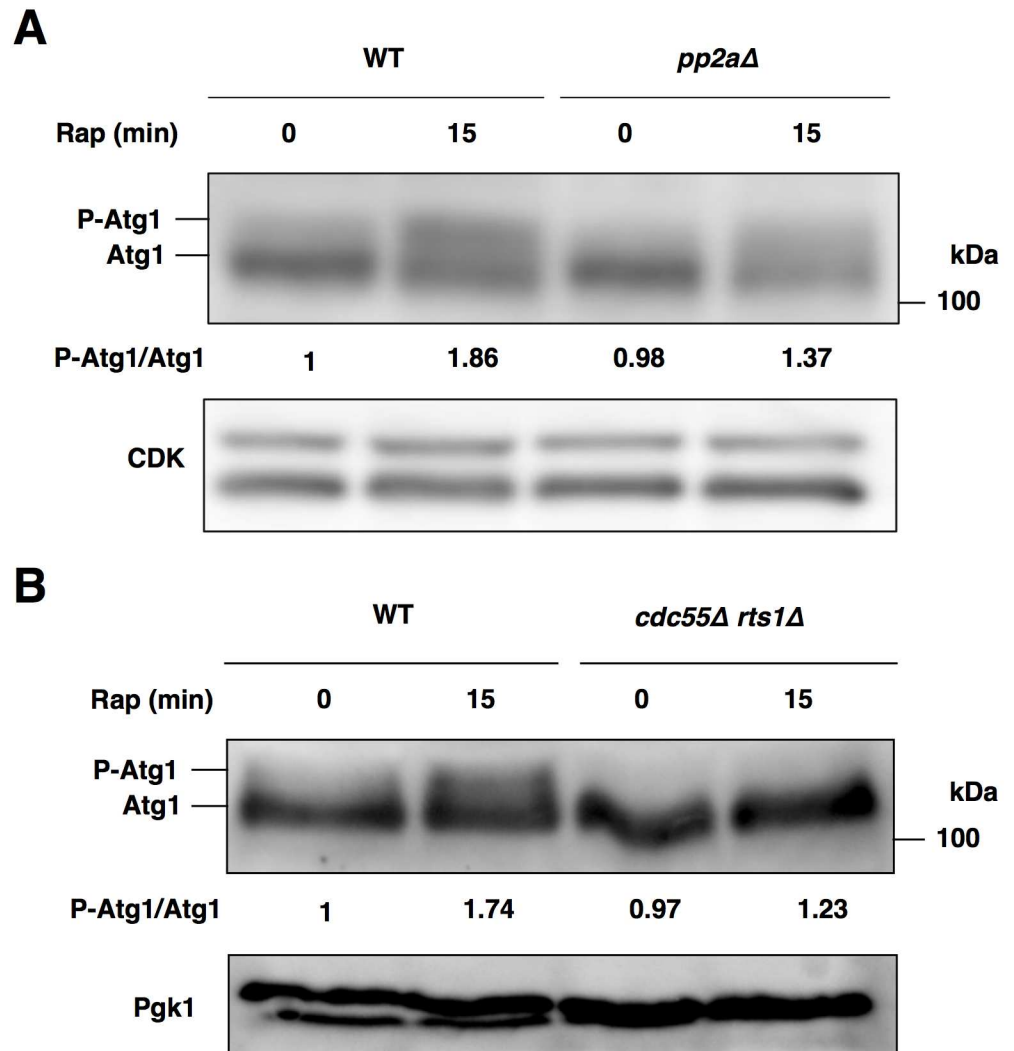 A
WT pp2aΔ
Rap (min) 0 15 0 15
P-Atg1
Atg1
kDa
100
P-Atg1/Atg1 1 1.86 0.98 1.37
CDK
B
WT cdc55Δ rts1Δ
Rap (min) 0 15 0 15
P-Atg1
Atg1
kDa
100
P-Atg1/Atg1 1 1.74 0.97 1.23
Pgk1